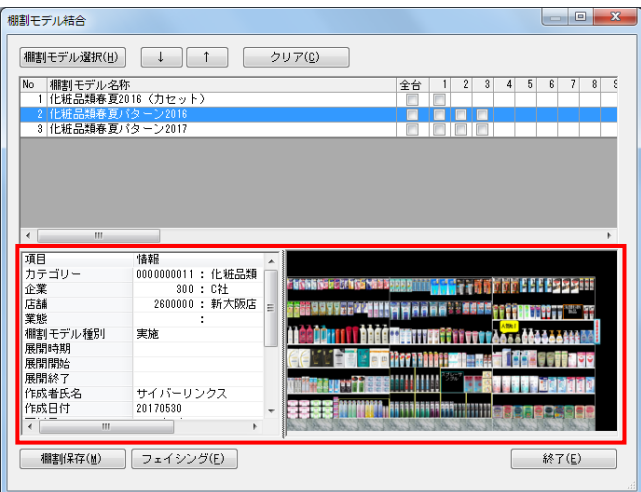 棚割モデル結合
棚割モデル選択(H) ↓ ↑ クリア(C)
No 棚割モデル名称 全台 1 2 3 4 5 6 7 8
1 化粧品類春夏2016（カセット）
2 化粧品類春夏パターン2016
3 化粧品類春夏パターン2017
項目 情報
カテゴリー 0000000011 : 化粧品類
企業 300 : C社
店舗 2600000 : 新大阪店
業態 :
棚割モデル種別 実施
展開時期
展開開始
展開終了
作成者氏名 サイバーリンクス
作成日付 20170530
棚割保存(M) フェイシング(F) 終了(E)